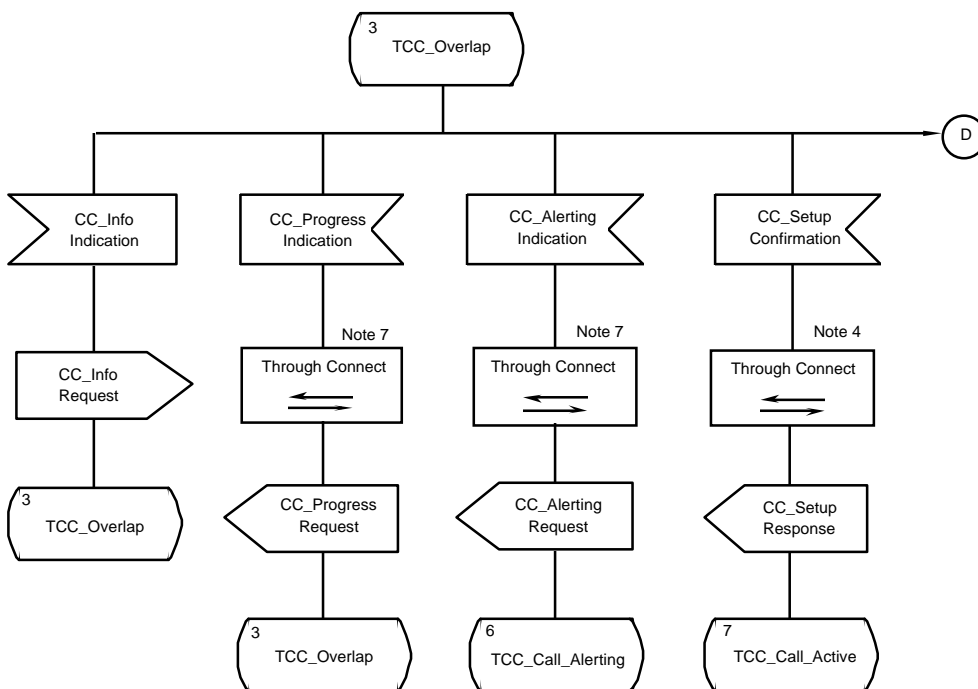 3
TCC_Overlap
D
CC_Info
Indication
CC_Progress
Indication
CC_Alerting
Indication
CC_Setup
Confirmation
Note 7
Note 7
Note 4
CC_Info
Request
Through Connect
Through Connect
Through Connect
3
TCC_Overlap
CC_Progress
Request
CC_Alerting
Request
CC_Setup
Response
3
TCC_Overlap
6
TCC_Call_Alerting
7
TCC_Call_Active